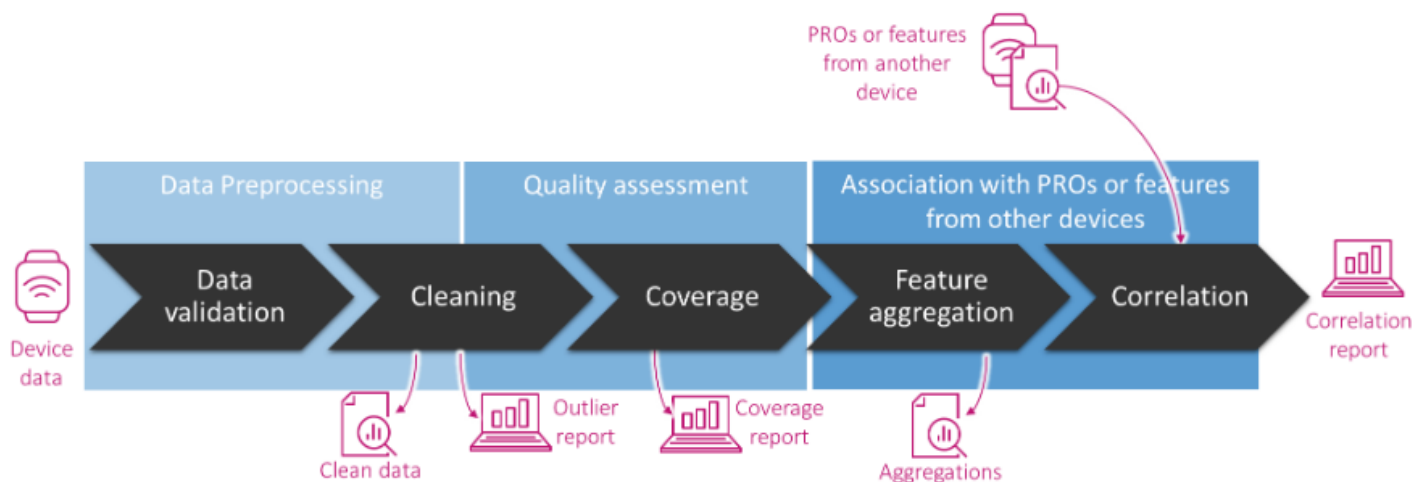 PROs or features
from another
device
Data Preprocessing
Quality assessment
Association with PROs or features
from other devices
Device
data
Data
validation
Cleaning
Coverage
Feature
aggregation
Correlation
Correlation
report
Clean data
Outlier
report
Coverage
report
Aggregations